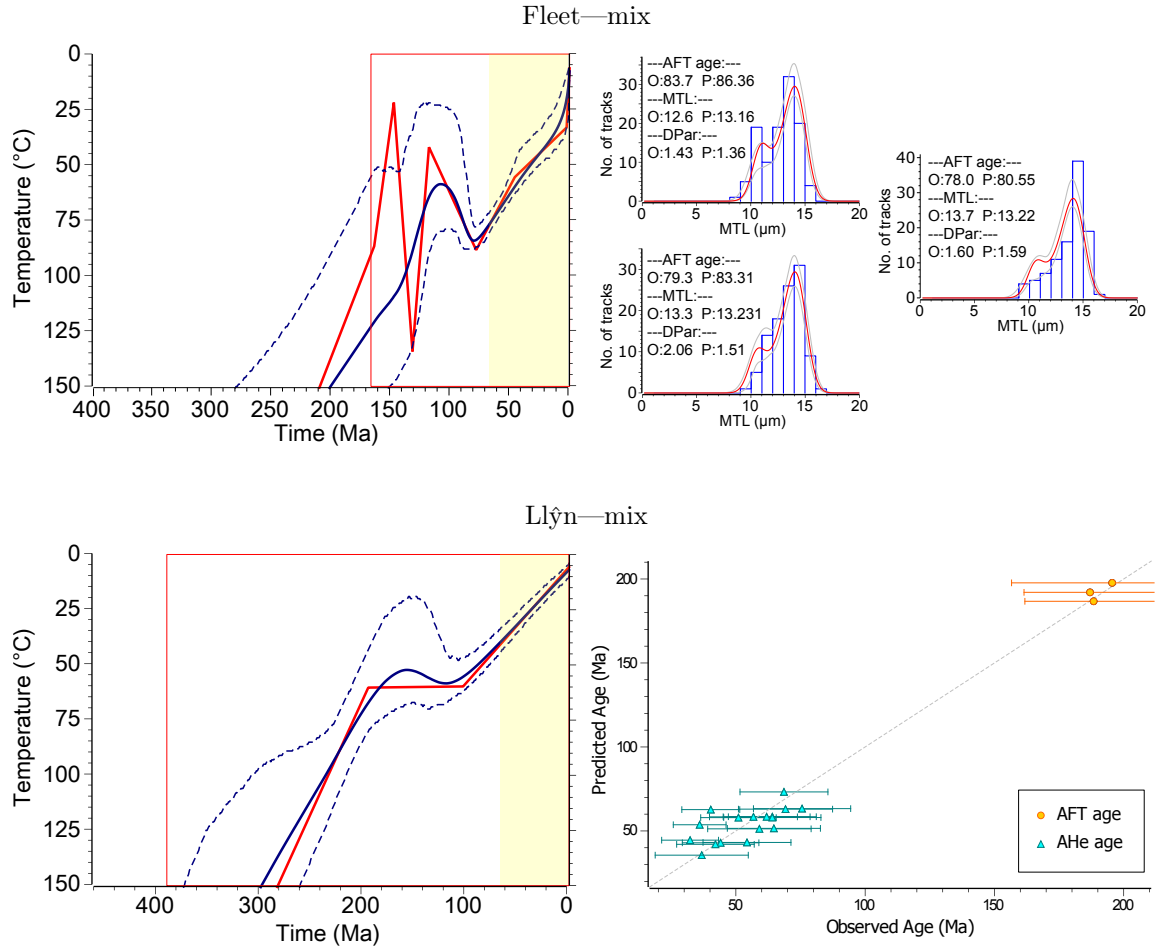 Fleet—mix
Temperature (°C)
0
25
50
75
100
125
150
400 350 300 250 200 150 100 50 0
Time (Ma)
No. of tracks
30
20
10
0
---AFT age:---
O:83.7 P:86.36
---MTL:---
O:12.6 P:13.16
---DPar:---
O:1.43 P:1.36
0 5 10 15 20
MTL (µm)
No. of tracks
30
20
10
0
---AFT age:---
O:79.3 P:83.31
---MTL:---
O:13.3 P:13.231
---DPar:---
O:2.06 P:1.51
0 5 10 15 20
MTL (µm)
No. of tracks
40
30
20
10
0
---AFT age:---
O:78.0 P:80.55
---MTL:---
O:13.7 P:13.22
---DPar:---
O:1.60 P:1.59
0 5 10 15 20
MTL (µm)
Llŷn—mix
Temperature (°C)
0
25
50
75
100
125
150
400 300 200 100 0
Time (Ma)
Predicted Age (Ma)
200
150
100
50
AFT age
AHe age
50 100 150 200
Observed Age (Ma)